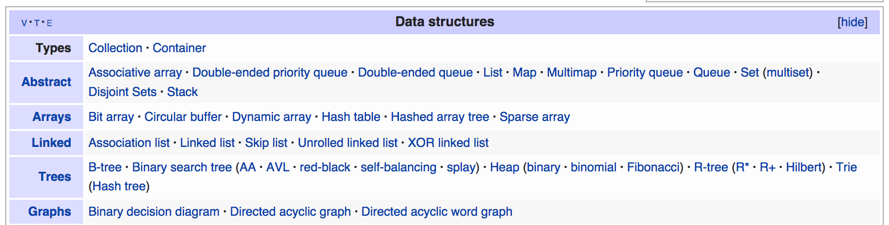 V · T · E Data structures [hide]
Types Collection · Container
Abstract Associative array · Double-ended priority queue · Double-ended queue · List · Map · Multimap · Priority queue · Queue · Set (multiset) ·
Disjoint Sets · Stack
Arrays Bit array · Circular buffer · Dynamic array · Hash table · Hashed array tree · Sparse array
Linked Association list · Linked list · Skip list · Unrolled linked list · XOR linked list
Trees B-tree · Binary search tree (AA · AVL · red-black · self-balancing · splay) · Heap (binary · binomial · Fibonacci) · R-tree (R* · R+ · Hilbert) · Trie
(Hash tree)
Graphs Binary decision diagram · Directed acyclic graph · Directed acyclic word graph